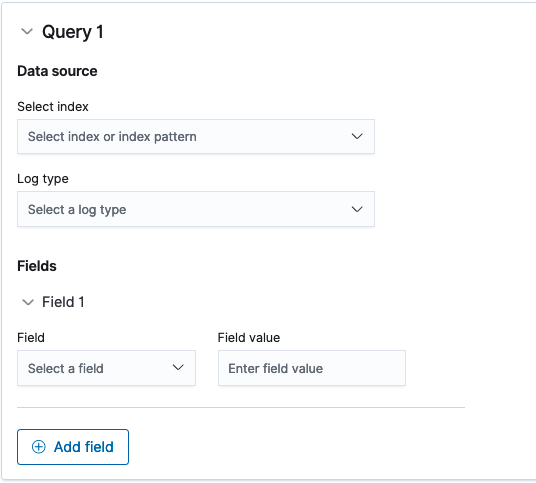 Query 1
Data source
Select index
Select index or index pattern
Log type
Select a log type
Fields
Field 1
Field Field value
Select a field Enter field value
Add field